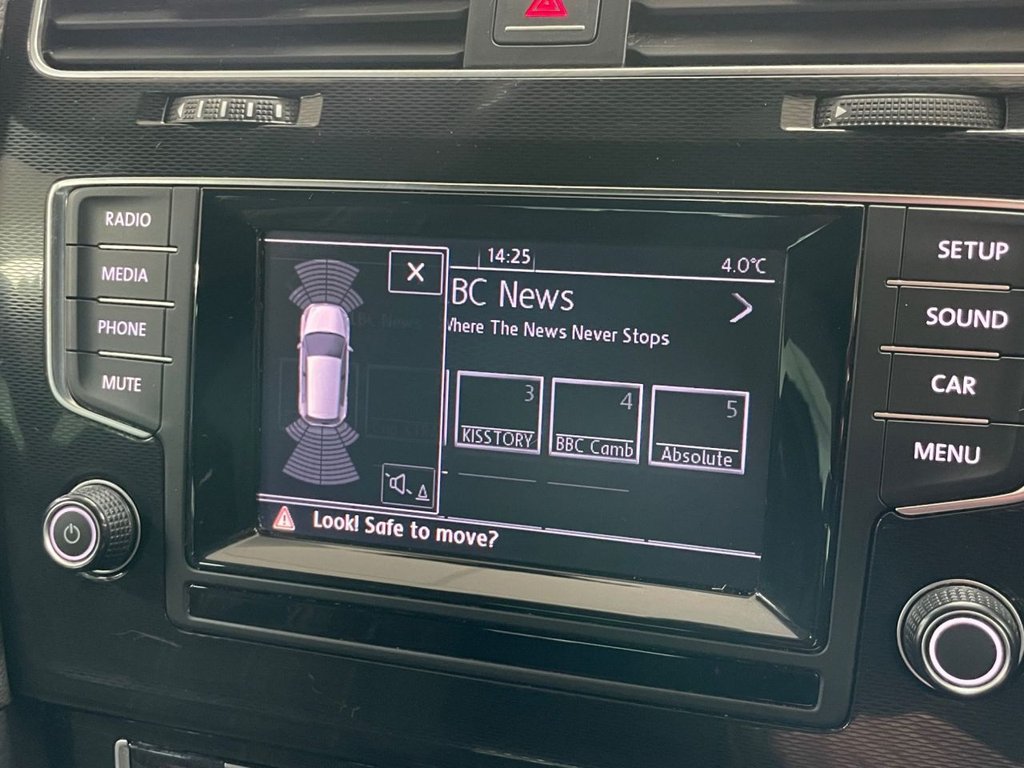 RADIO
MEDIA
PHONE
MUTE
14:25
4.0°C
BC News
here The News Never Stops
3
KISSTORY
4
BBC Camb
5
Absolute
Look! Safe to move?
SETUP
SOUND
CAR
MENU